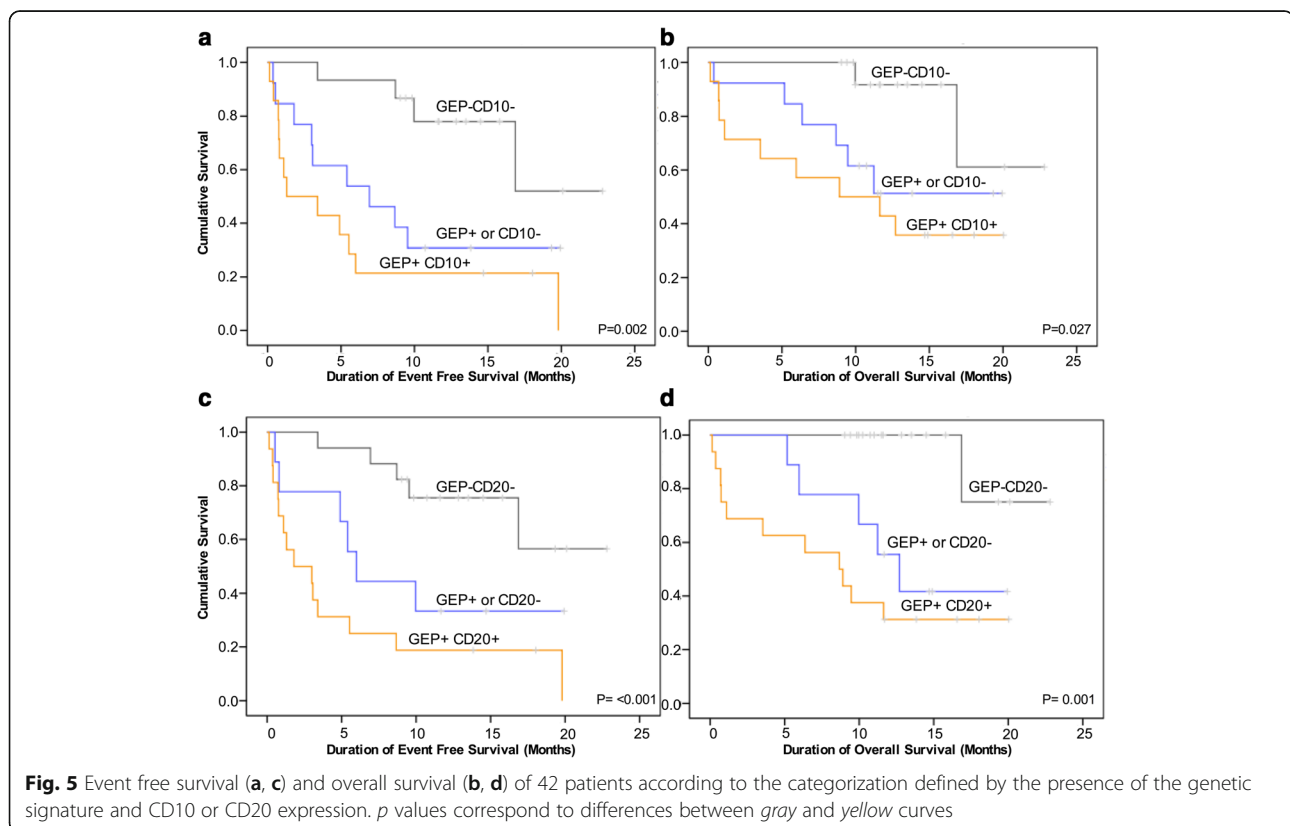 a
1.0
0.8
0.6
0.4
0.2
0.0
Cumulative Survival
GEP-CD10-
GEP+ or CD10-
GEP+ CD10+
P=0.002
0 5 10 15 20 25
Duration of Event Free Survival (Months)
b
1.0
0.8
0.6
0.4
0.2
0.0
GEP-CD10-
GEP+ or CD10-
GEP+ CD10+
P=0.027
0 5 10 15 20 25
Duration of Overall Survival (Months)
c
1.0
0.8
0.6
0.4
0.2
0.0
Cumulative Survival
GEP-CD20-
GEP+ or CD20-
GEP+ CD20+
P= <0.001
0 5 10 15 20 25
Duration of Event Free Survival (Months)
d
1.0
0.8
0.6
0.4
0.2
0.0
GEP-CD20-
GEP+ or CD20-
GEP+ CD20+
P= 0.001
0 5 10 15 20 25
Duration of Overall Survival (Months)
Fig. 5 Event free survival (a, c) and overall survival (b, d) of 42 patients according to the categorization defined by the presence of the genetic
signature and CD10 or CD20 expression. p values correspond to differences between gray and yellow curves